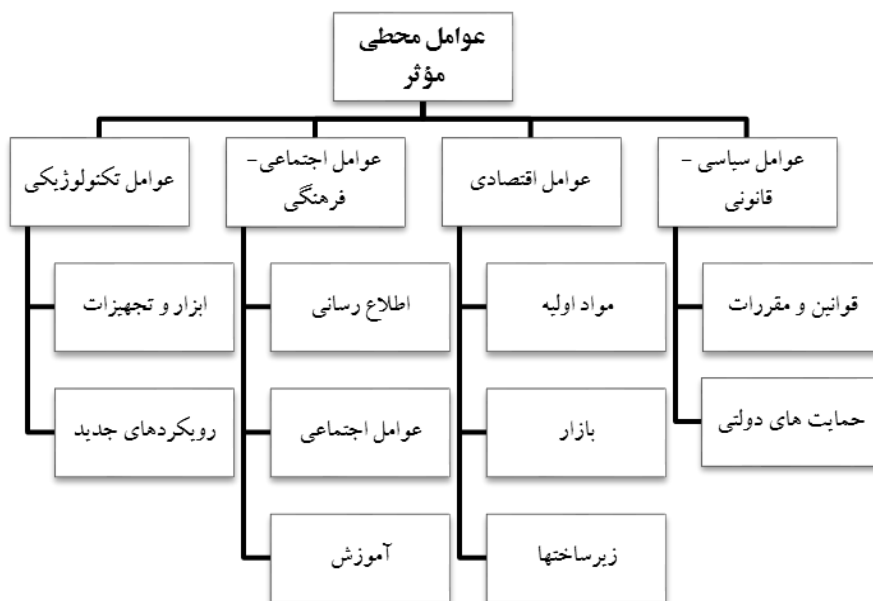 عوامل محطی
مؤثر
عوامل سیاسی -
قانونی
عوامل اقتصادی
عوامل اجتماعی-
فرهنگی
عوامل تکنولوژیکی
قوانین و مقررات
مواد اولیه
اطلاع رسانی
ابزار و تجهیزات
حمایت های دولتی
بازار
عوامل اجتماعی
رویکردهای جدید
زیرساختها
آموزش